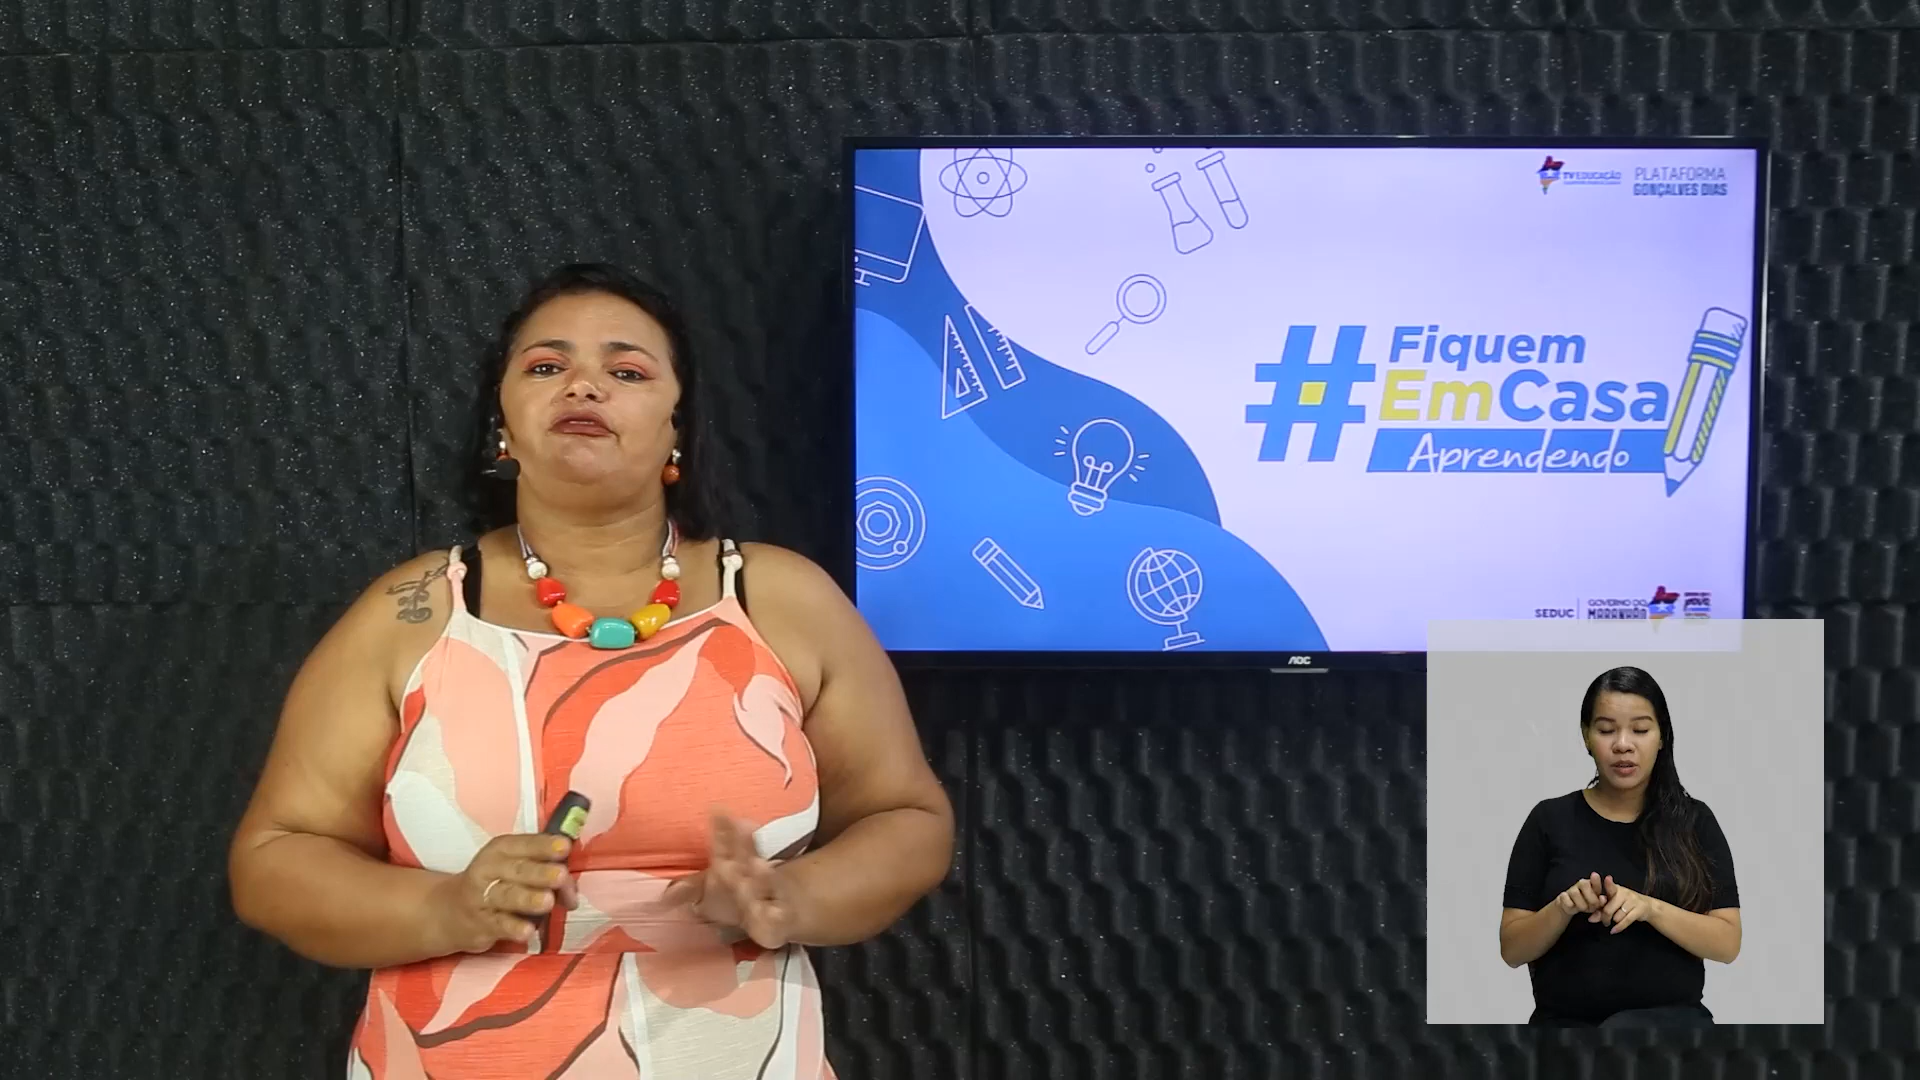 TV EDUCAÇÃO
PLATAFORMA
GONÇALVES DIAS
#Fiquem
EmCasa
Aprendendo
SEDUC
GOVERNO DO
MARANHÃO
AOC